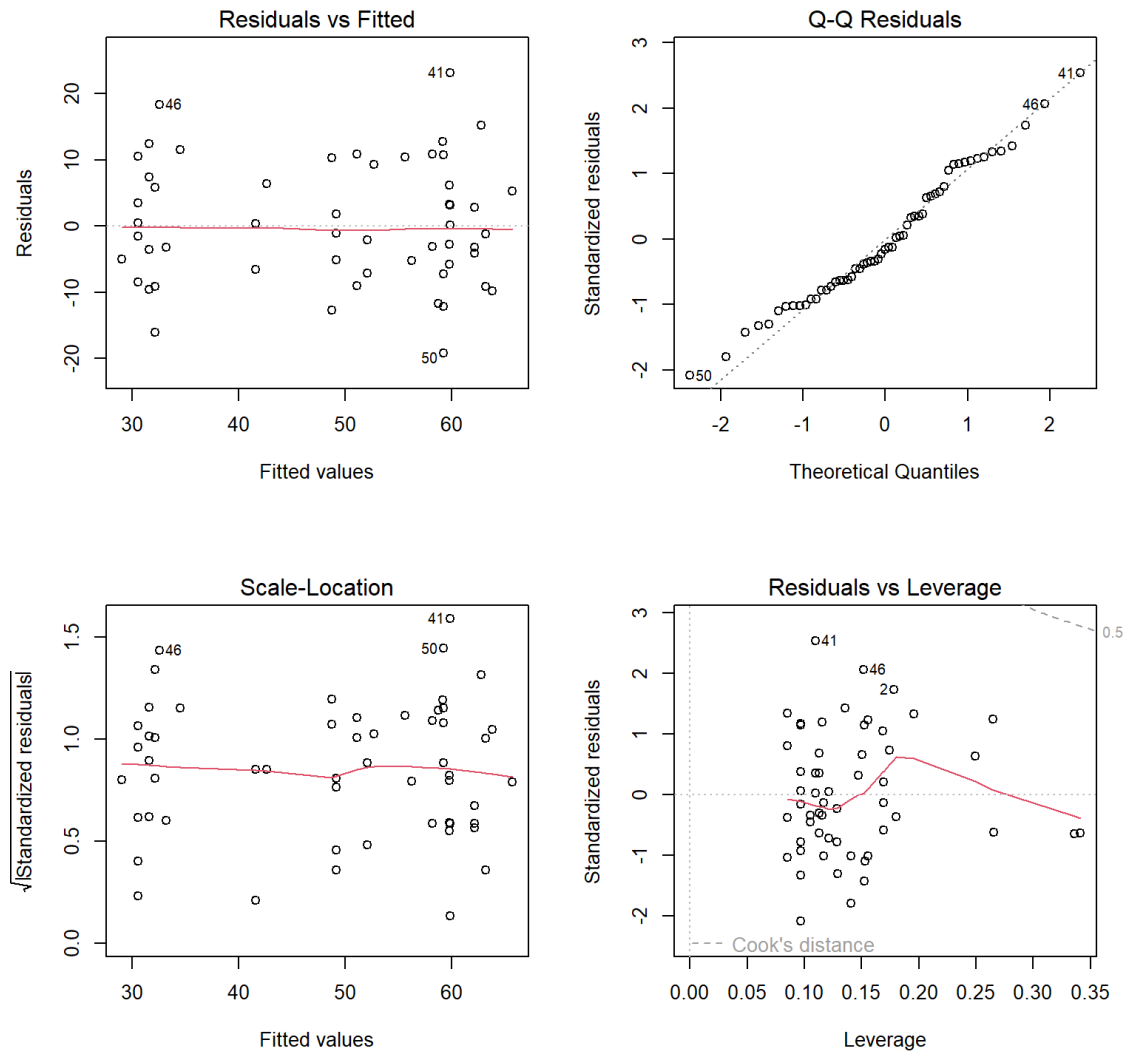 Residuals vs Fitted
41
46
50
20
10
0
-10
-20
Residuals
30 40 50 60
Fitted values
Q-Q Residuals
41
46
50
3
2
1
0
-1
-2
Standardized residuals
-2 -1 0 1 2
Theoretical Quantiles
Scale-Location
41
46
50
1.5
1.0
0.5
0.0
√|Standardized residuals|
30 40 50 60
Fitted values
Residuals vs Leverage
41
46
2
0.5
Cook's distance
3
2
1
0
-1
-2
Standardized residuals
0.00 0.05 0.10 0.15 0.20 0.25 0.30 0.35
Leverage